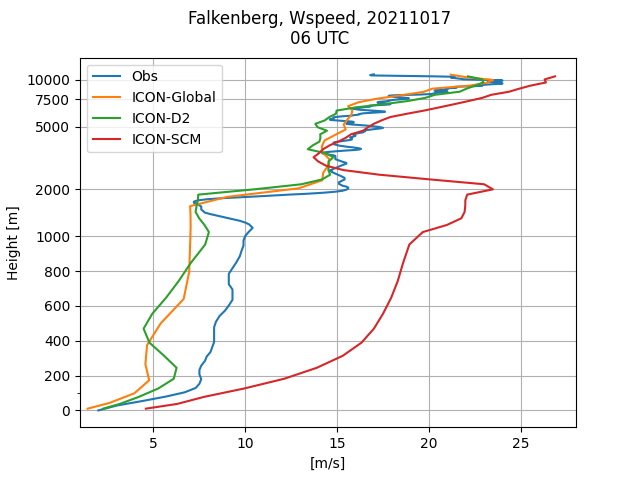 Falkenberg, Wspeed, 20211017
06 UTC
Obs
ICON-Global
ICON-D2
ICON-SCM
10000
7500
5000
2000
1000
800
600
400
200
0
Height [m]
5
10
15
20
25
[m/s]